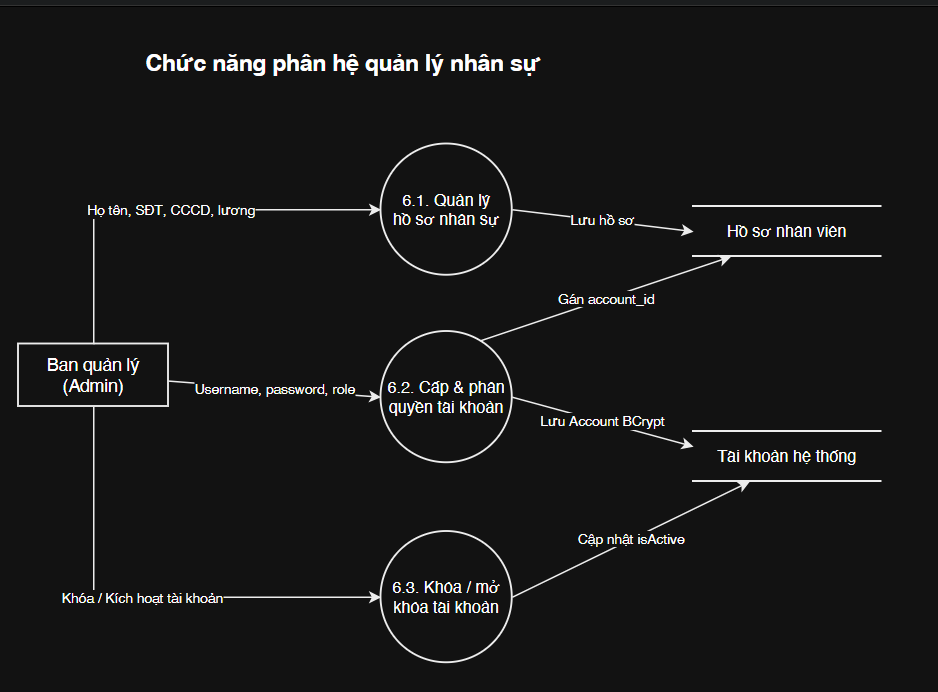 Chức năng phân hệ quản lý nhân sự
6.1. Quản lý
hồ sơ nhân sự
Họ tên, SĐT, CCCD, lương
Lưu hồ sơ
Hồ sơ nhân viên
Gán account_id
Ban quản lý
(Admin)
Username, password, role
6.2. Cấp & phân
quyền tài khoản
Lưu Account BCrypt
Tài khoản hệ thống
Cập nhật isActive
Khóa / Kích hoạt tài khoản
6.3. Khóa / mở
khóa tài khoản